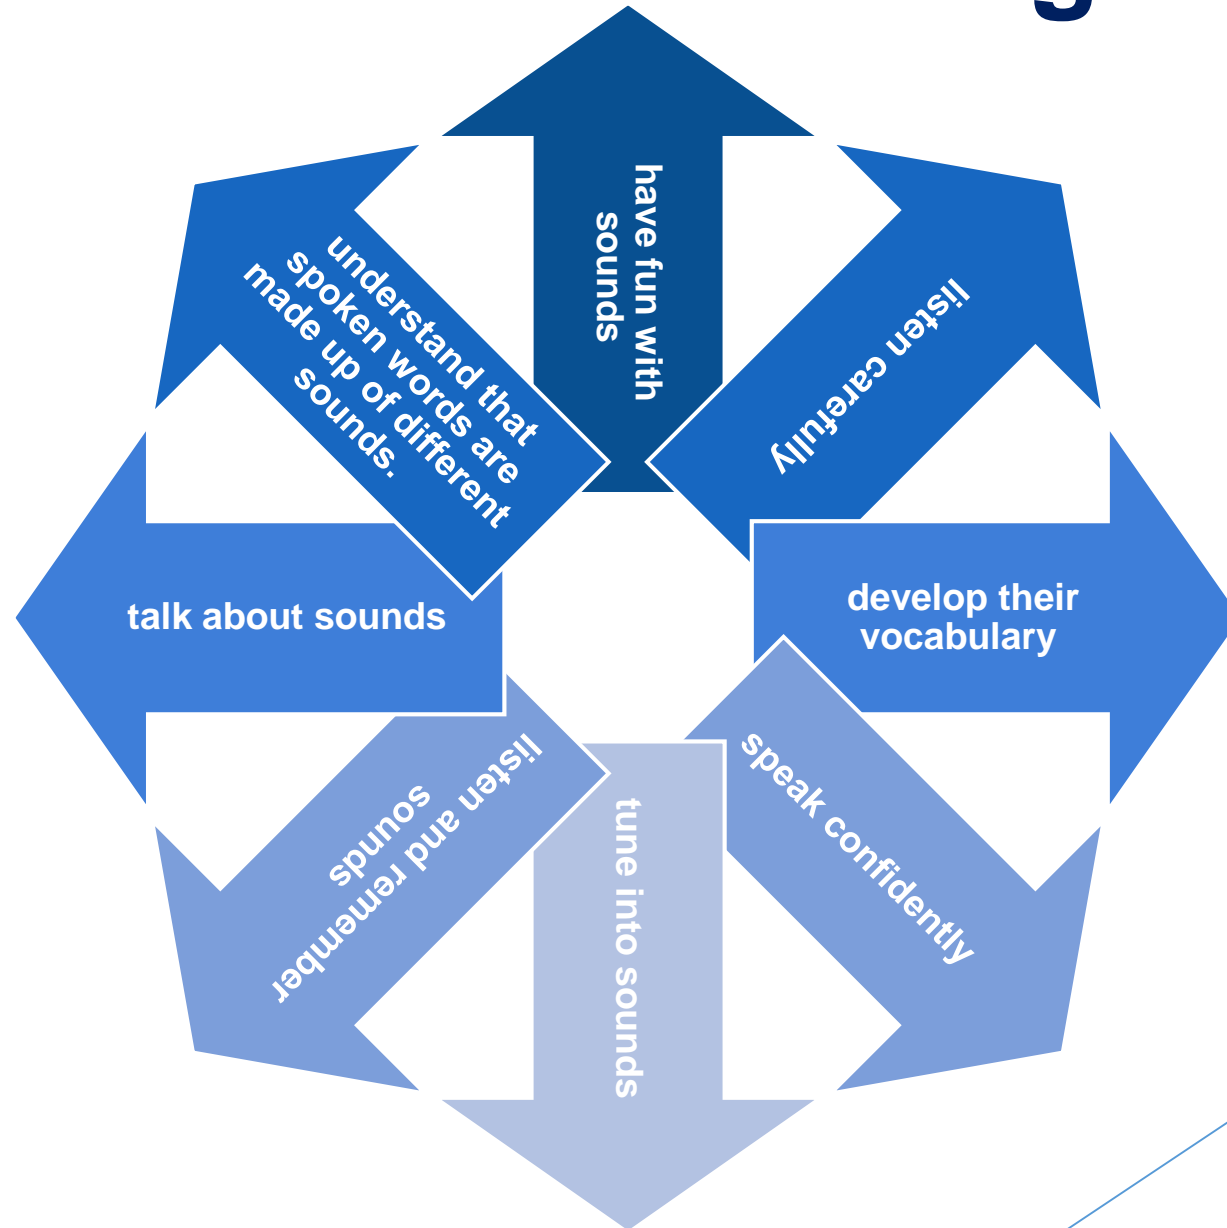 have fun with
sounds
listen carefully
develop their
vocabulary
speak confidently
tune into sounds
listen and remember
sounds
talk about sounds
understand that
spoken words are
made up of different
sounds.